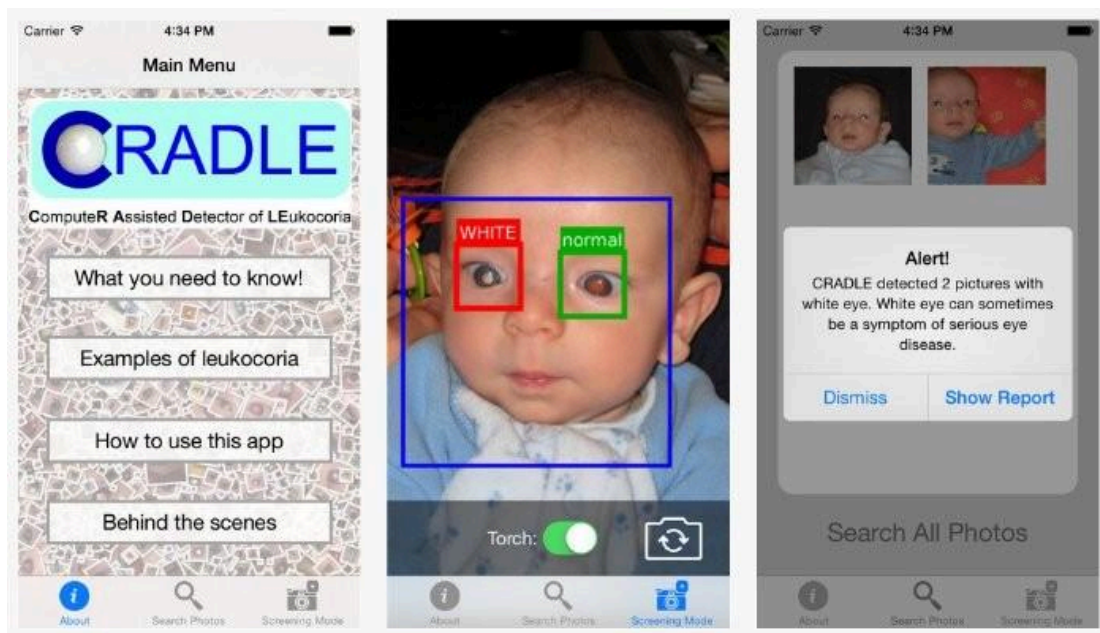 Carrier 4:34 PM
Main Menu
CRADLE
ComputeR Assisted Detector of LEukocoria
What you need to know!
Examples of leukocoria
How to use this app
Behind the scenes
About Search Photos Screening Mode
WHITE normal
Torch:
About Search Photos Screening Mode
Carrier 4:34 PM
Alert!
CRADLE detected 2 pictures with
white eye. White eye can sometimes
be a symptom of serious eye
disease.
Dismiss Show Report
Search All Photos
About Search Photos Screening Mode